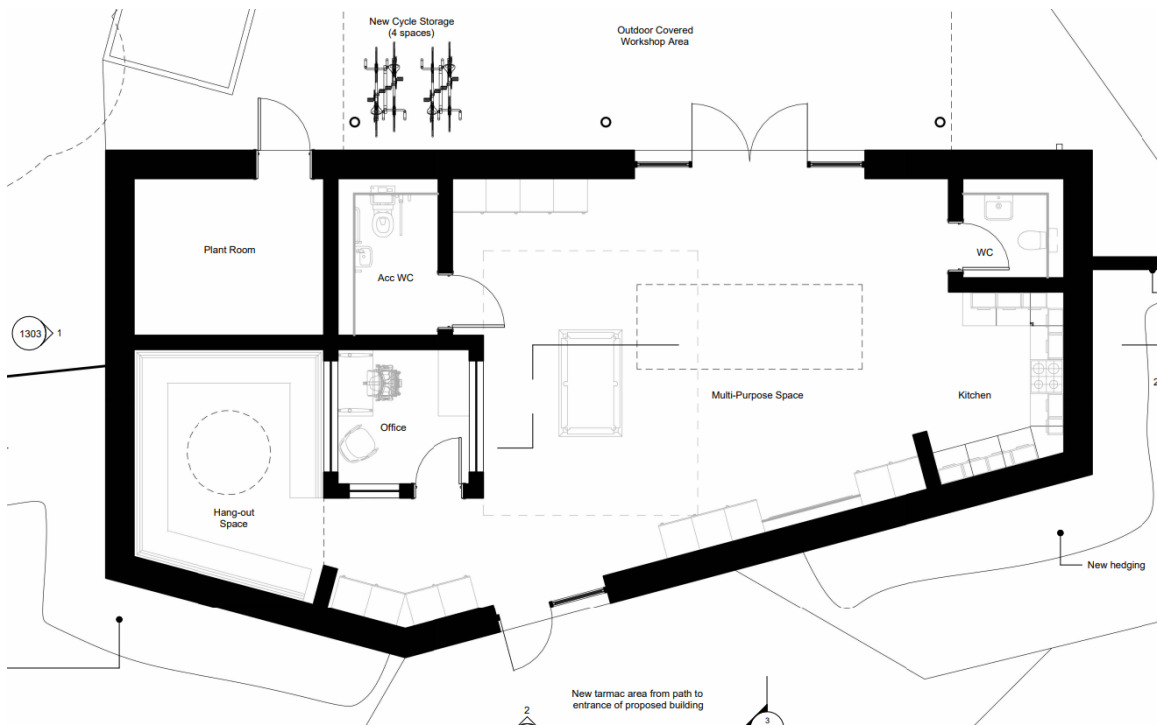 New Cycle Storage
(4 spaces)
Outdoor Covered
Workshop Area
Plant Room
Acc WC
WC
1303
1
Office
Multi-Purpose Space
Kitchen
2
Hang-out
Space
New hedging
New tarmac area from path to
entrance of proposed building
2
3